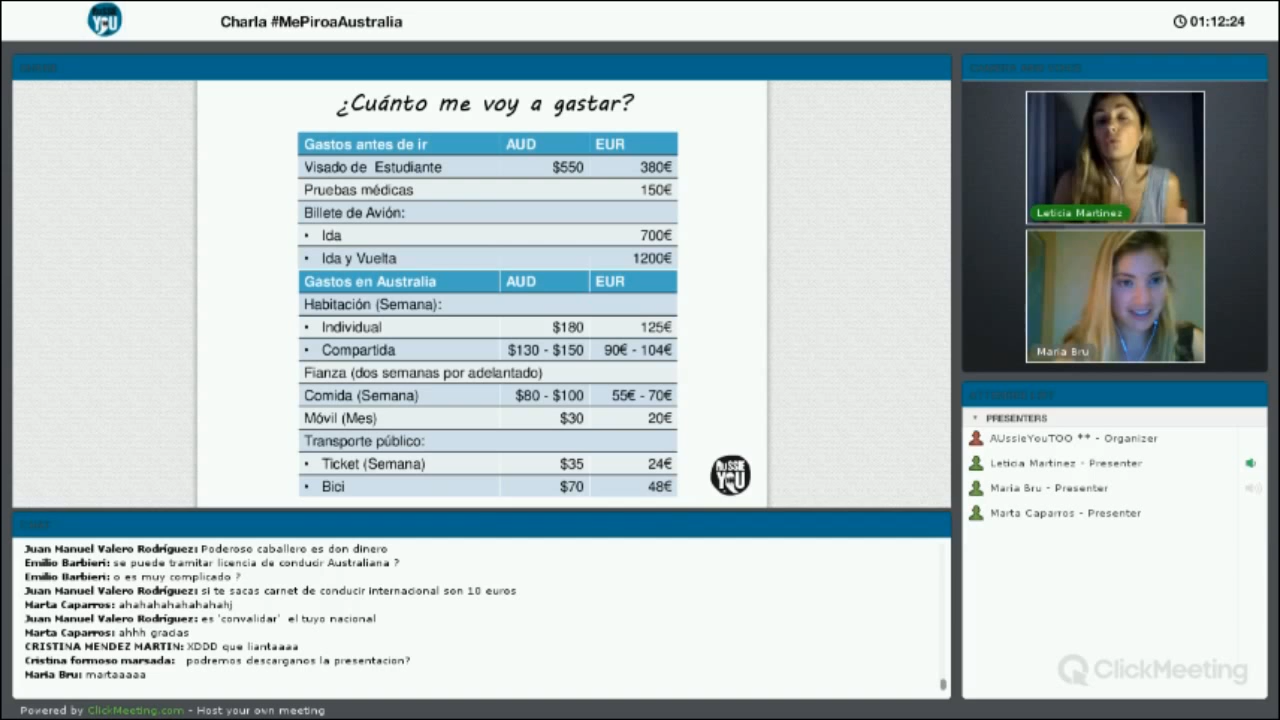 AUSSIE YOU
Charla #MePiroaAustralia
01:12:24
¿Cuánto me voy a gastar?
Gastos antes de ir AUD EUR
Visado de Estudiante $550 380€
Pruebas médicas 150€
Billete de Avión:
• Ida 700€
• Ida y Vuelta 1200€
Gastos en Australia AUD EUR
Habitación (Semana):
• Individual $180 125€
• Compartida $130 - $150 90€ - 104€
Fianza (dos semanas por adelantado)
Comida (Semana) $80 - $100 55€ - 70€
Móvil (Mes) $30 20€
Transporte público:
• Ticket (Semana) $35 24€
• Bici $70 48€
AUSSIE YOU
Leticia Martinez
Maria Bru
ATTENDEE LIST
PRESENTERS
AUssieYouTOO ** - Organizer
Leticia Martinez - Presenter
Maria Bru - Presenter
Marta Caparros - Presenter
CHAT
Juan Manuel Valero Rodríguez: Poderoso caballero es don dinero
Emilio Barbieri: se puede tramitar licencia de conducir Australiana ?
Emilio Barbieri: o es muy complicado ?
Juan Manuel Valero Rodríguez: si te sacas carnet de conducir internacional son 10 euros
Marta Caparros: ahahahahahahahj
Juan Manuel Valero Rodríguez: es 'convalidar' el tuyo nacional
Marta Caparros: ahhh gracias
CRISTINA MENDEZ MARTIN: XDDD que liantaaaa
Cristina formoso marsada: podremos descarganos la presentacion?
Maria Bru: martaaaaa
ClickMeeting
Powered by ClickMeeting.com - Host your own meeting